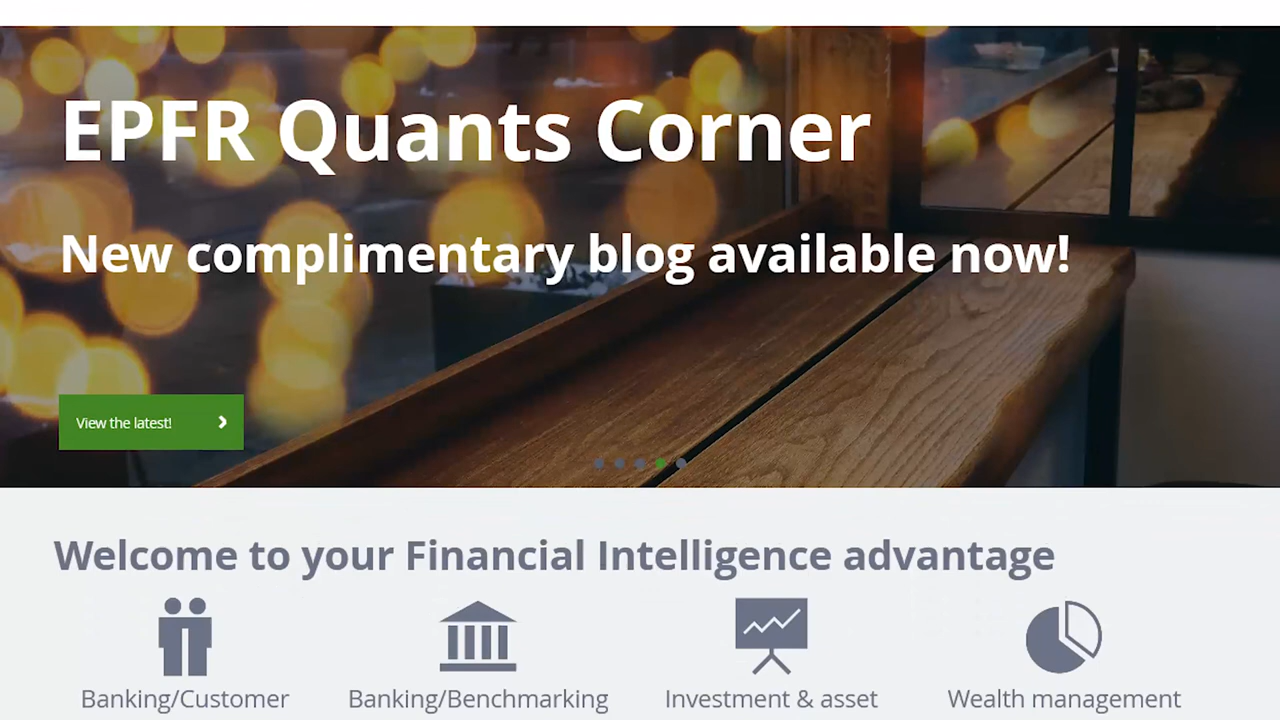 EPFR Quants Corner
New complimentary blog available now!
View the latest!
Welcome to your Financial Intelligence advantage
Banking/Customer
Banking/Benchmarking
Investment & asset
Wealth management